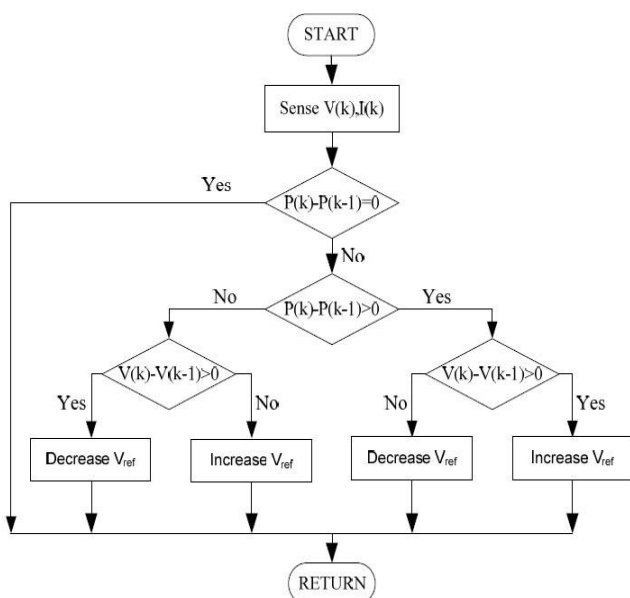 START
Sense V(k),I(k)
Yes
P(k)-P(k-1)=0
No
No
P(k)-P(k-1)>0
Yes
V(k)-V(k-1)>0
V(k)-V(k-1)>0
Yes
No
No
Yes
Decrease Vref
Increase Vref
Decrease Vref
Increase Vref
RETURN